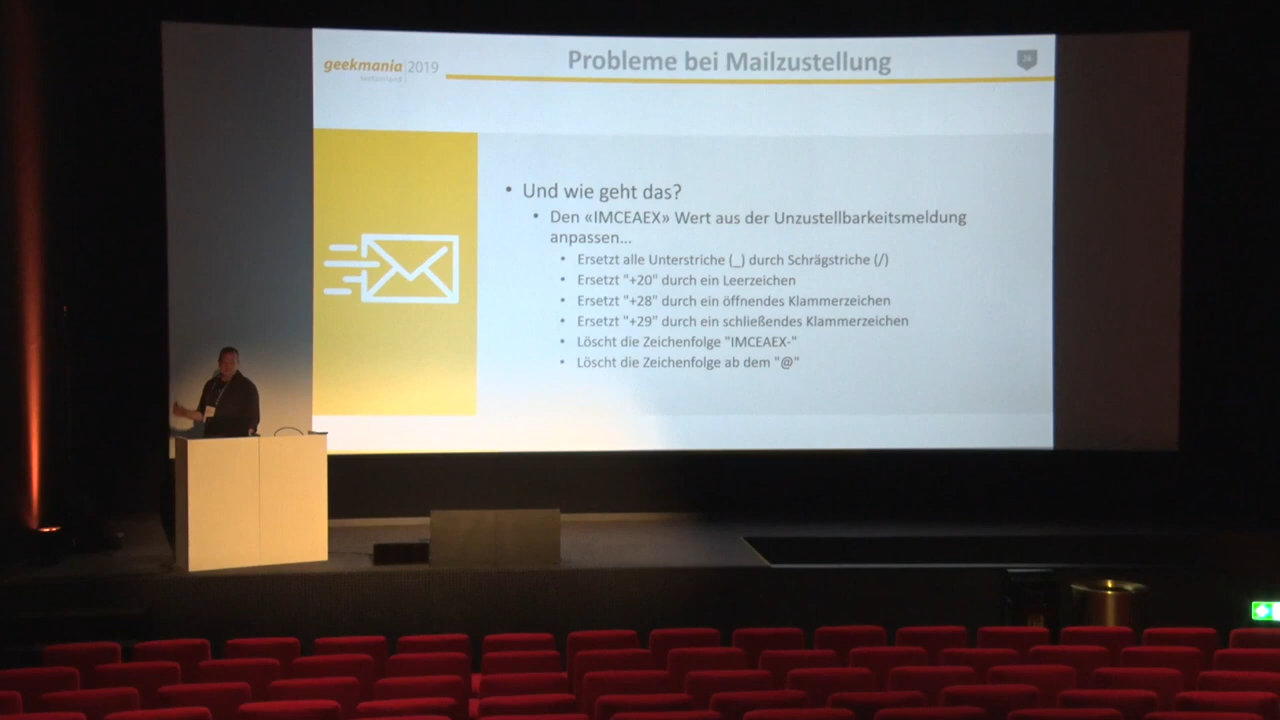 geekmania 2019
Probleme bei Mailzustellung
switzerland
• Und wie geht das?
• Den «IMCEAEX» Wert aus der Unzustellbarkeitsmeldung
anpassen...
• Ersetzt alle Unterstriche (_) durch Schrägstriche (/)
• Ersetzt "+20" durch ein Leerzeichen
• Ersetzt "+28" durch ein öffnendes Klammerzeichen
• Ersetzt "+29" durch ein schließendes Klammerzeichen
• Löscht die Zeichenfolge "IMCEAEX-"
• Löscht die Zeichenfolge ab dem "@"